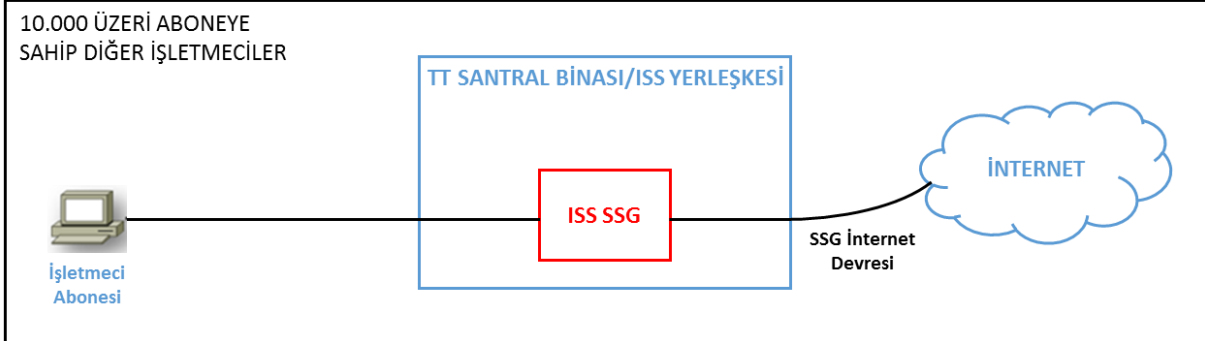 10.000 ÜZERİ ABONEYE
SAHİP DİĞER İŞLETMECİLER
TT SANTRAL BİNASI/ISS YERLEŞKESİ
İNTERNET
ISS SSG
SSG İnternet
Devresi
İşletmeci
Abonesi